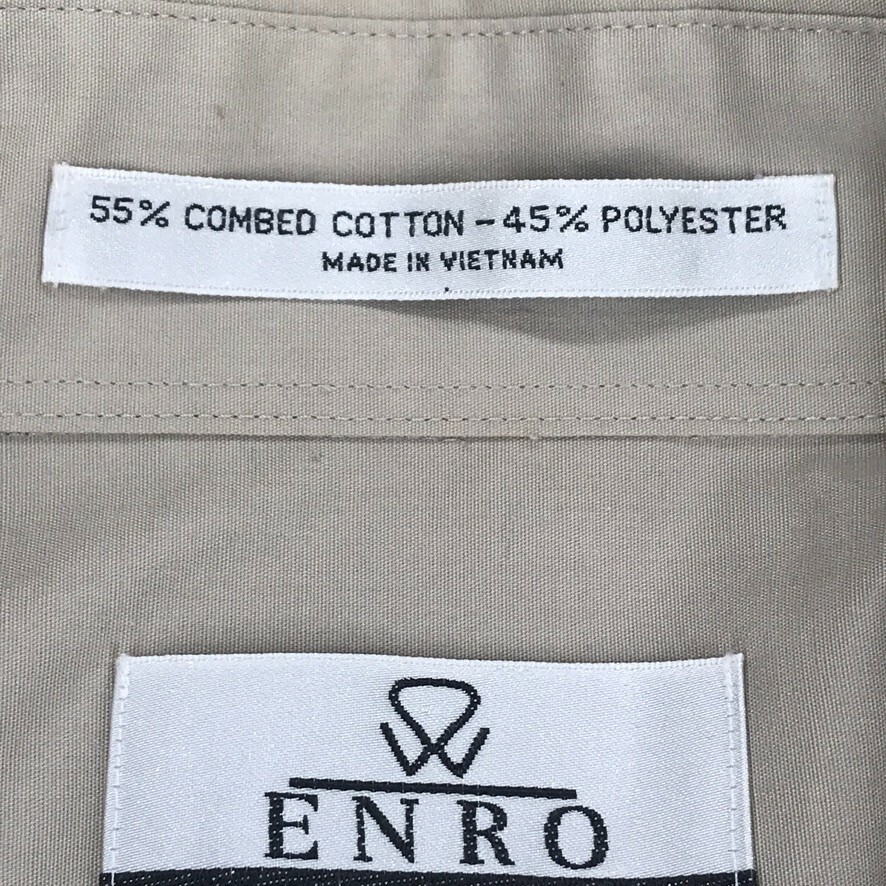 55% COMBED COTTON - 45% POLYESTER
MADE IN VIETNAM
ENRO